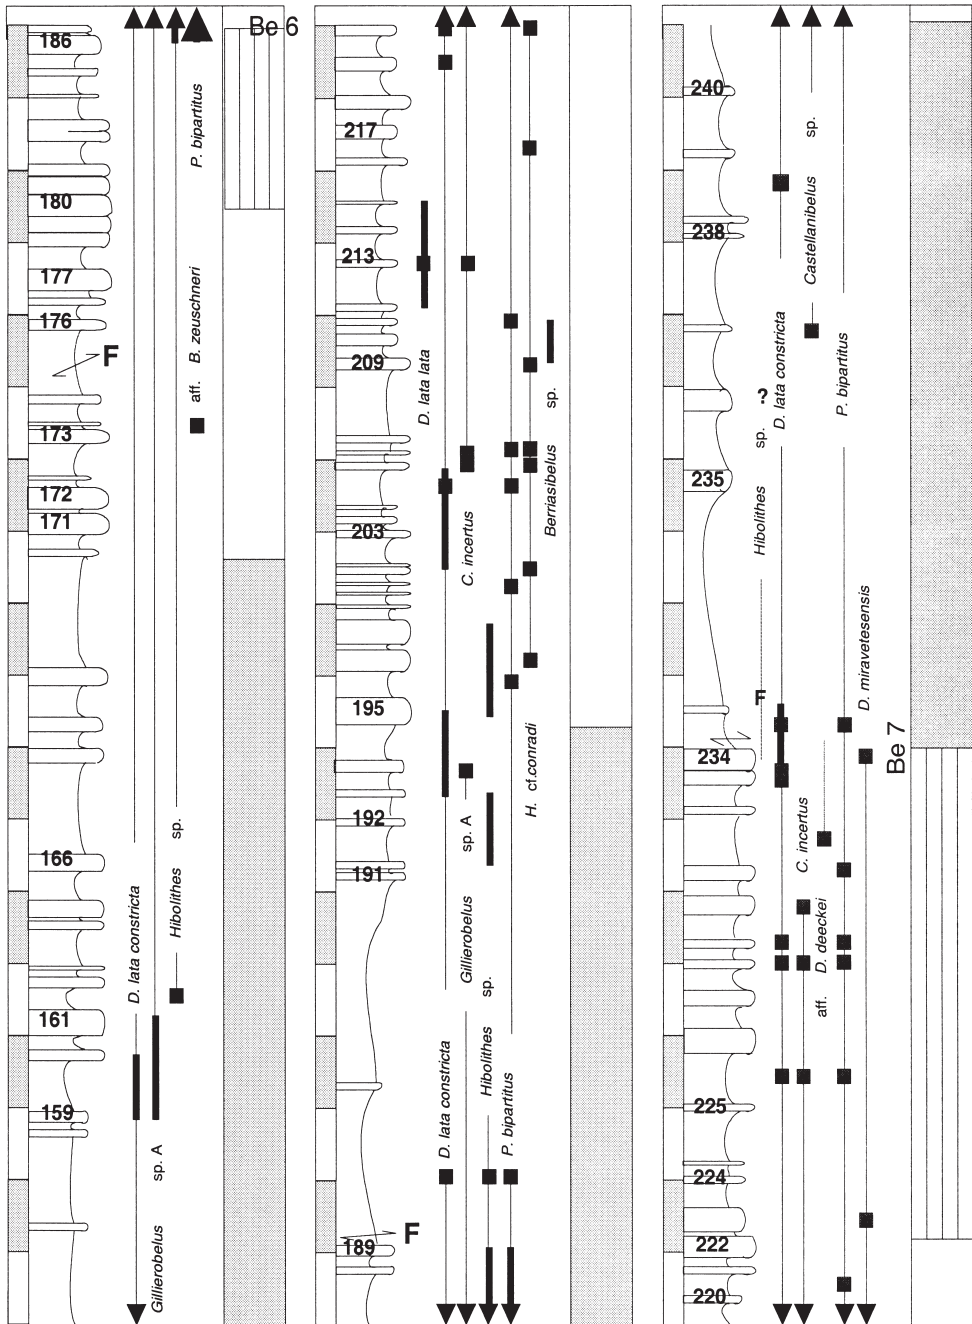 186
180
177
176
F
173
172
171
166
161
159
Be 6
P. bipartitus
aff. B. zeuschneri
Hibolithes sp.
D. lata constricta
Gillierobelus sp. A
217
213
209
203
195
192
191
189
F
D. lata lata
C. incertus
Berriasibelus sp.
H. cf.conradi
Gillierobelus sp. A
Hibolithes sp.
D. lata constricta
P. bipartitus
240
238
235
234
225
224
222
220
F
Castellanibelus sp.
D. lata constricta
?
Hibolithes sp.
P. bipartitus
D. miravetesensis
C. incertus
aff. D. deeckei
Be 7